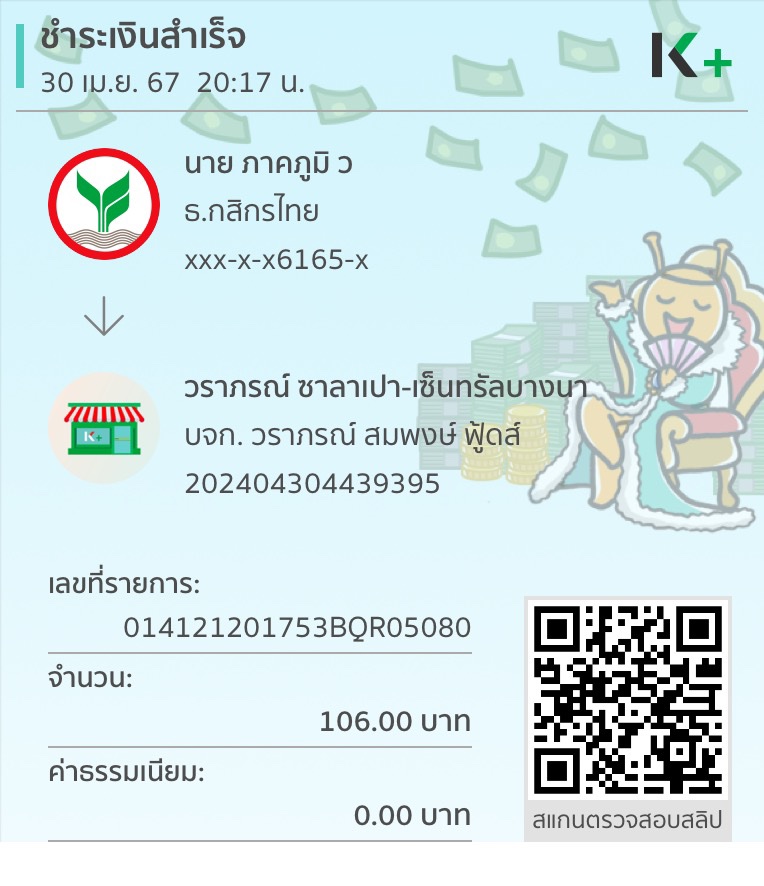 ชำระเงินสำเร็จ
30 เม.ย. 67 20:17 น.
K+
นาย ภาคภูมิ ว
ธ.กสิกรไทย
xxx-x-x6165-x
K+
วราภรณ์ ซาลาเปา-เซ็นทรัลบางนา
บจก. วราภรณ์ สมพงษ์ ฟู้ดส์
202404304439395
เลขที่รายการ:
014121201753BQR05080
จำนวน:
106.00 บาท
ค่าธรรมเนียม:
0.00 บาท
สแกนตรวจสอบสลิป